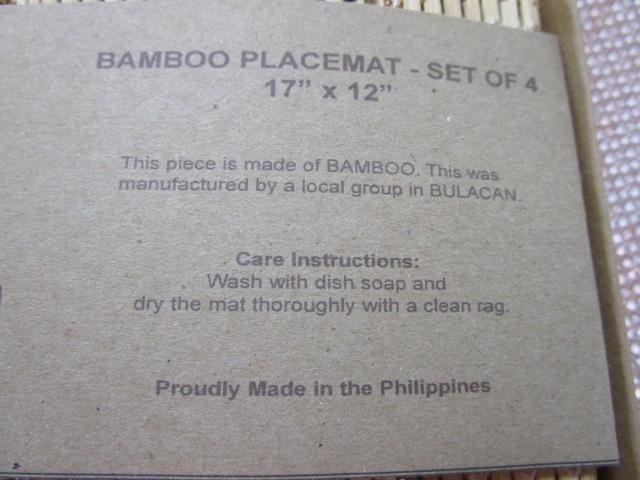 BAMBOO PLACEMAT - SET OF 4
17” x 12”
This piece is made of BAMBOO. This was
manufactured by a local group in BULACAN.
Care Instructions:
Wash with dish soap and
dry the mat thoroughly with a clean rag.
Proudly Made in the Philippines